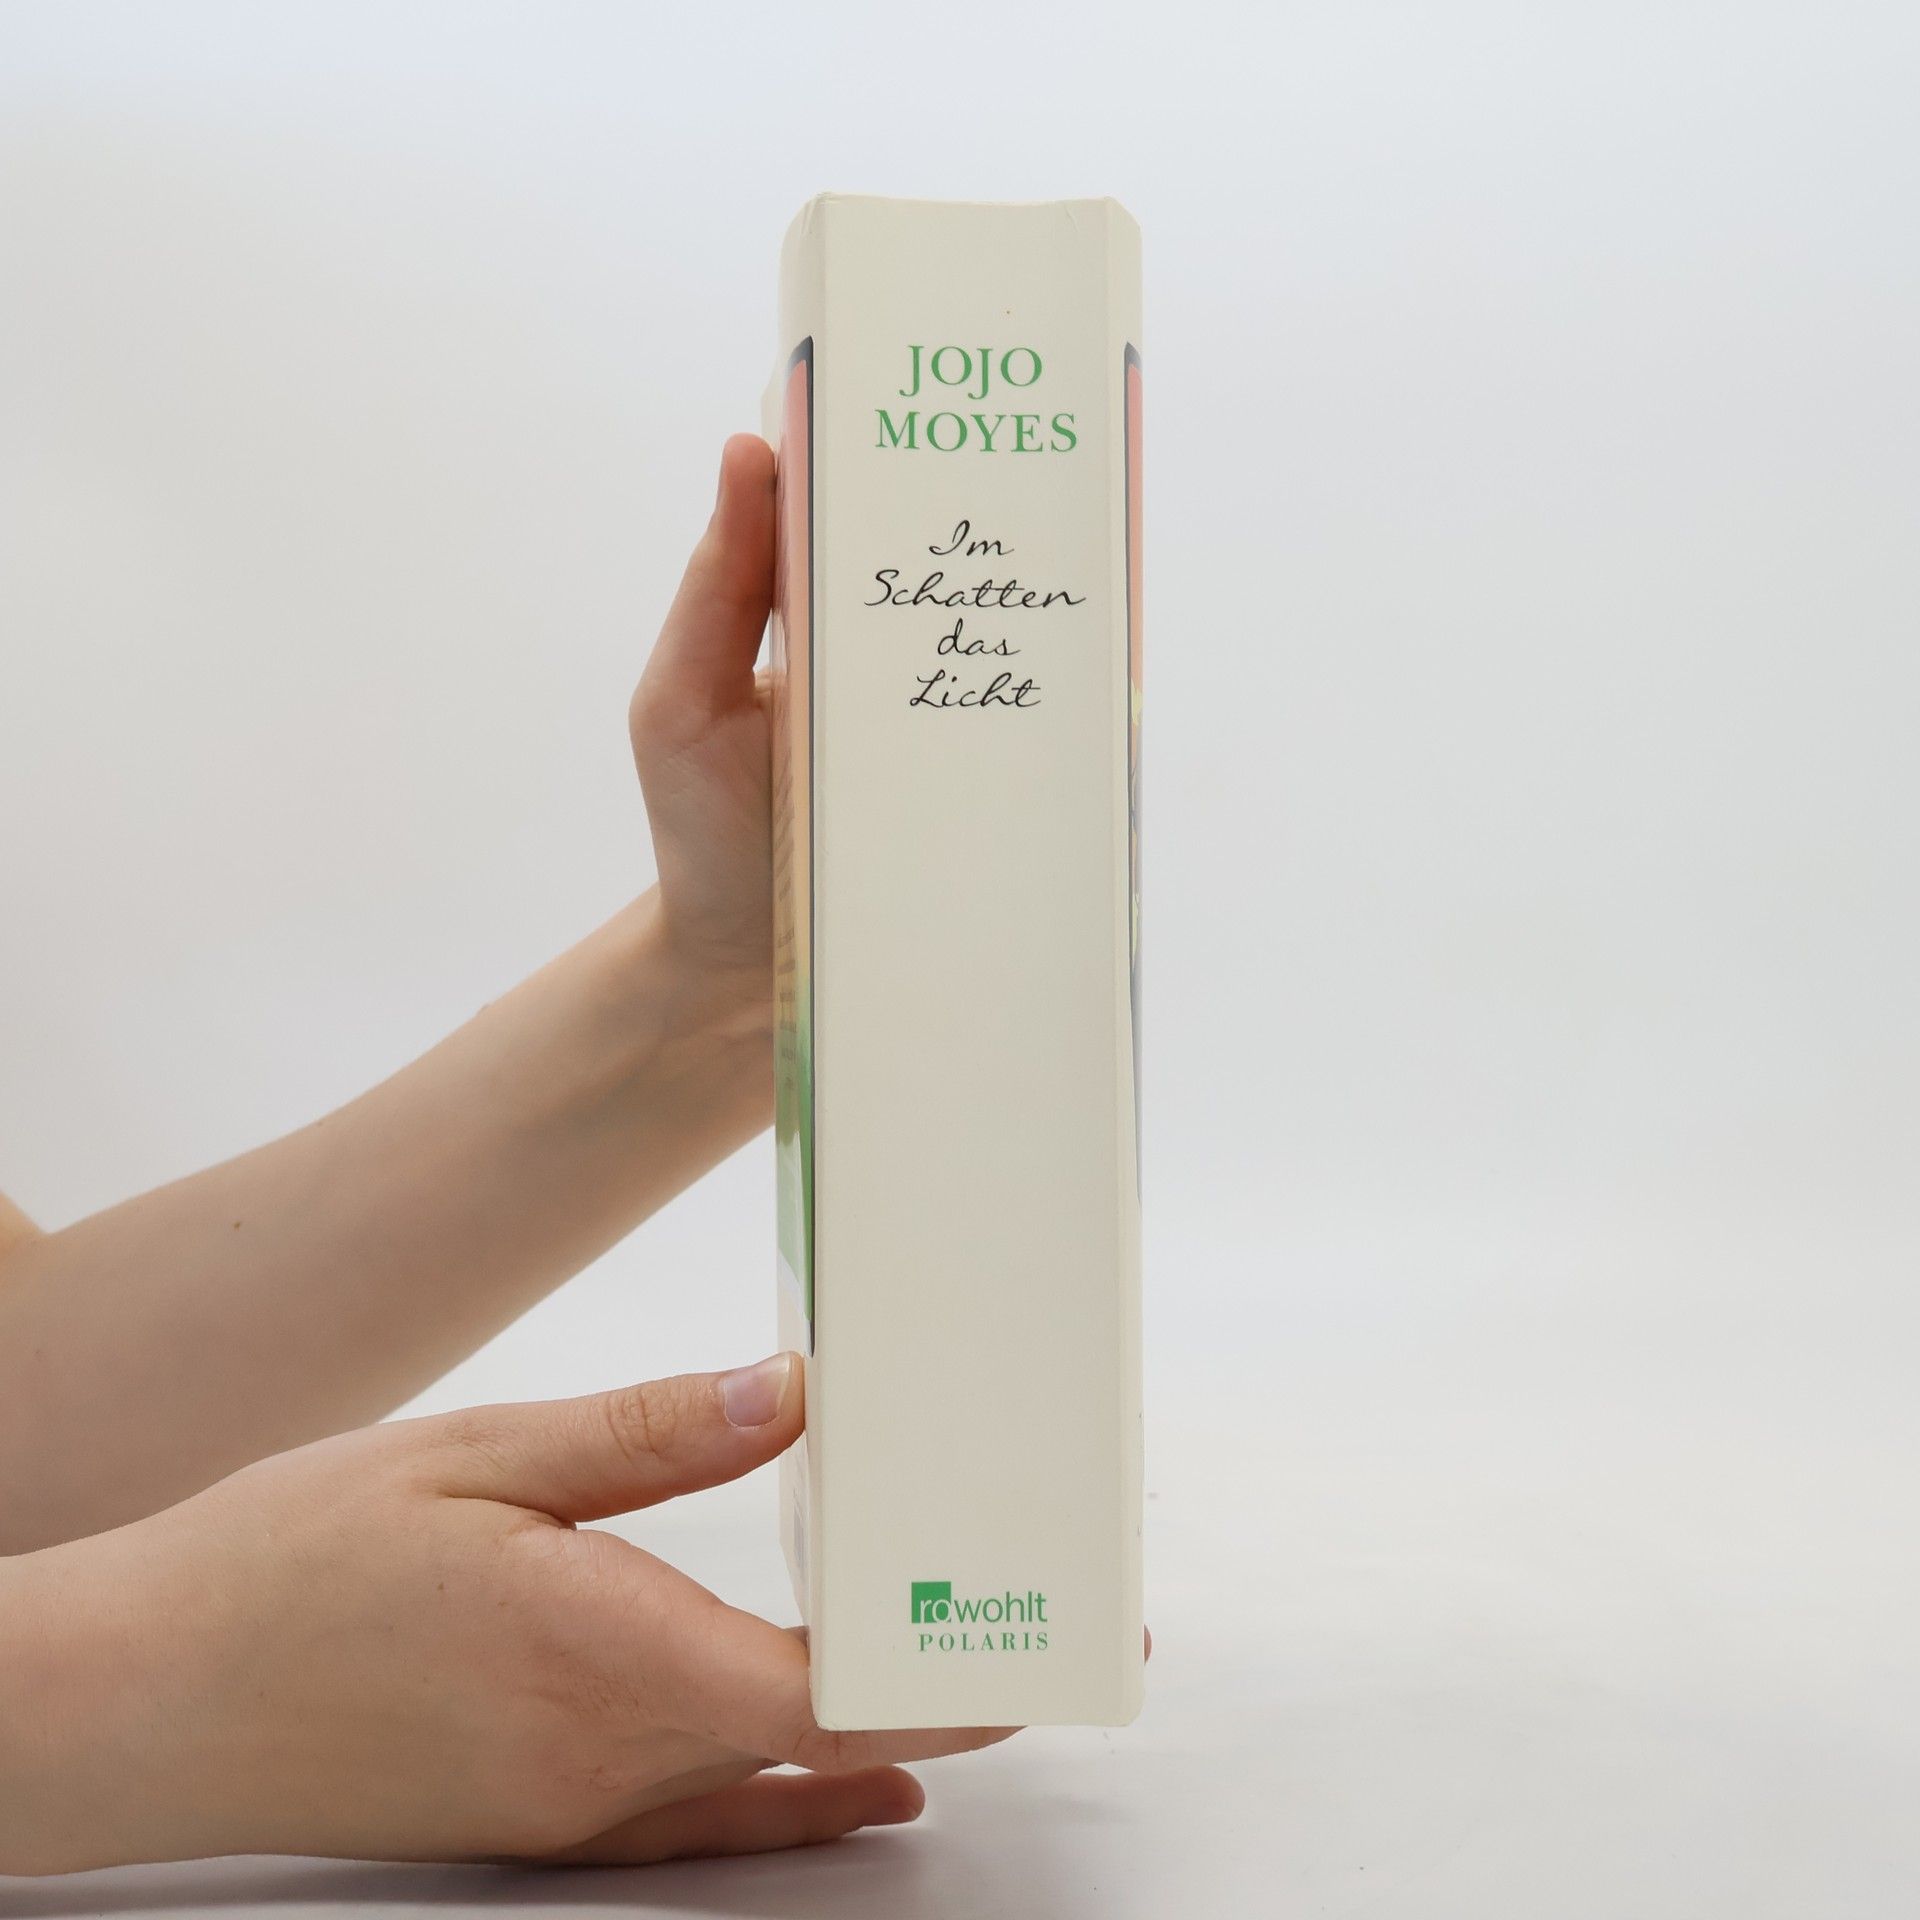 JOJO
MOYES
Im
Schatten
das
Licht
rowohlt
POLARIS